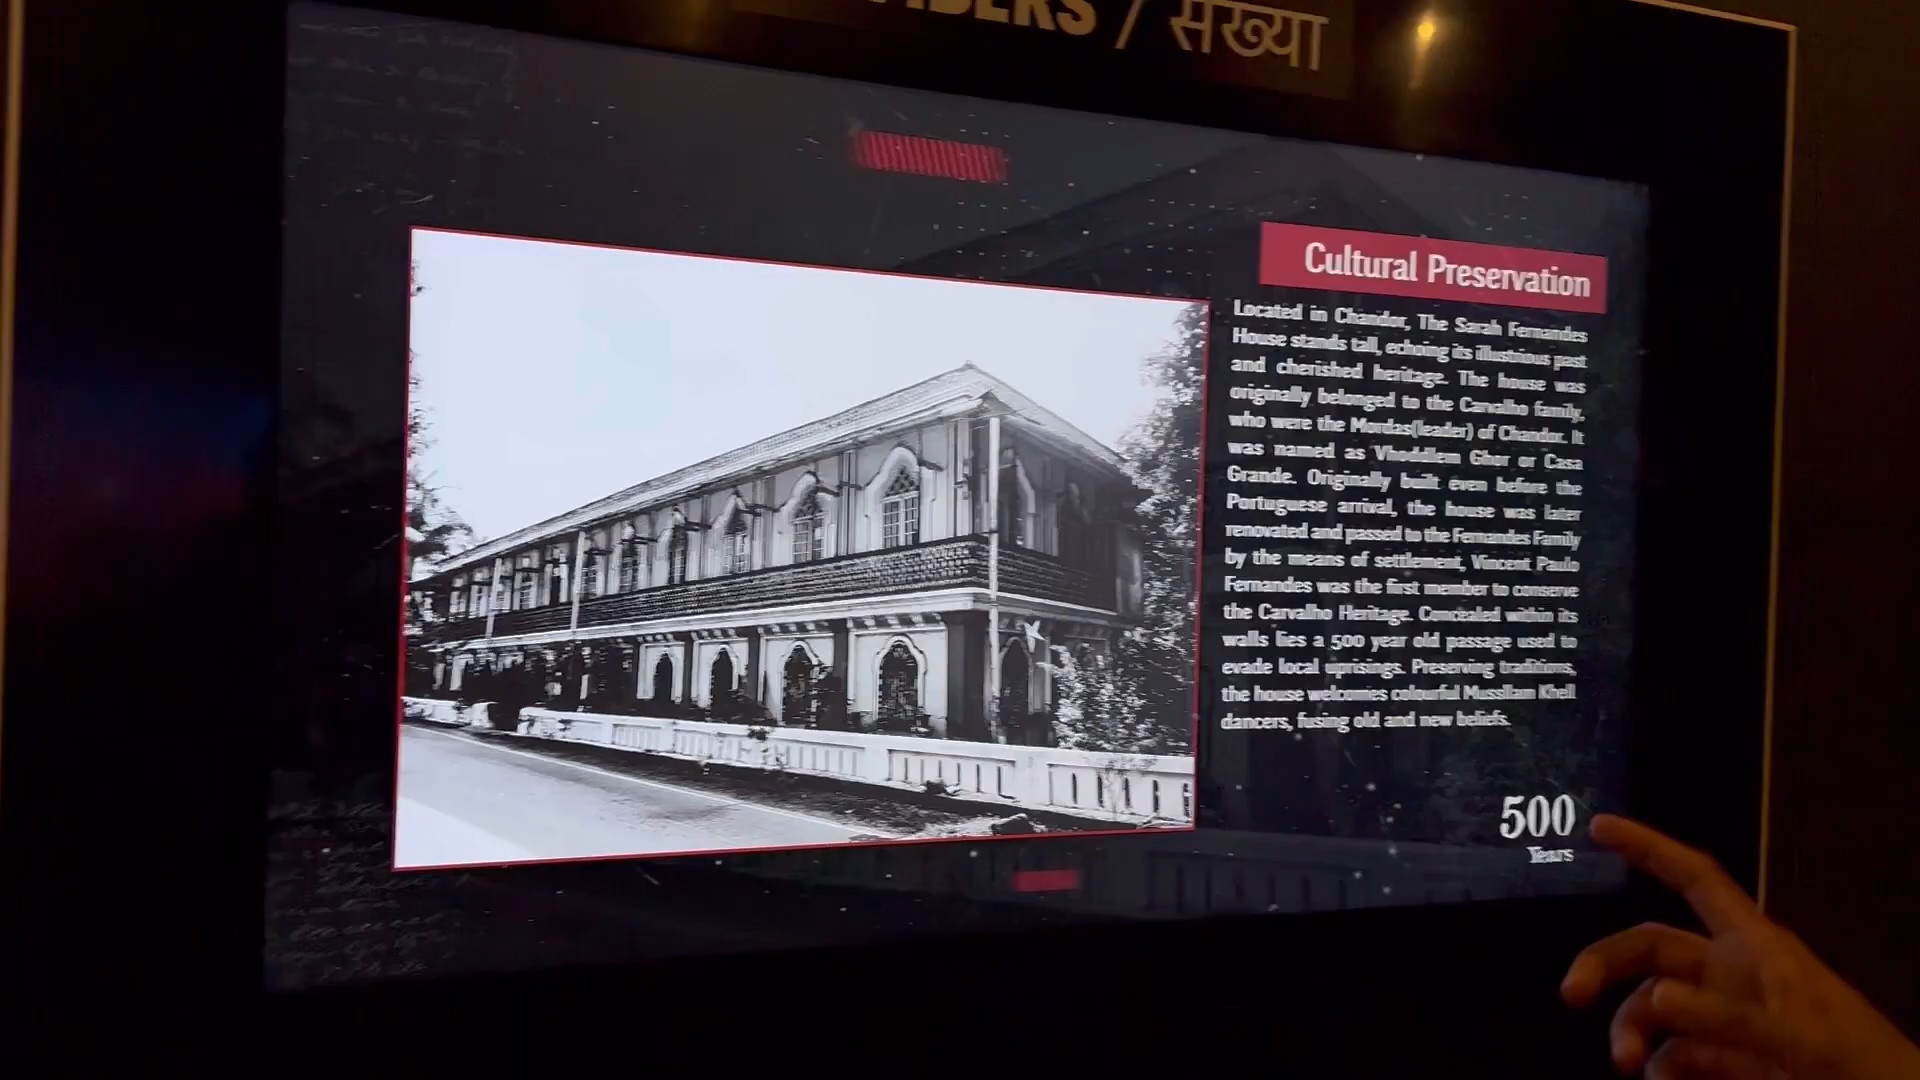 / संख्या
Cultural Preservation
Located in Chandor, The Sarah Fernandes
House stands tall, echoing its illustrious past
and cherished heritage. The house was
originally belonged to the Carvalho family,
who were the Mordas(leader) of Chandor. It
was named as Vhoddlem Ghor or Casa
Grande. Originally built even before the
Portuguese arrival, the house was later
renovated and passed to the Fernandes Family
by the means of settlement, Vincent Paulo
Fernandes was the first member to conserve
the Carvalho Heritage. Concealed within its
walls lies a 500 year old passage used to
evade local uprisings. Preserving traditions,
the house welcomes colourful Musllam Khell
dancers, fusing old and new beliefs.
500
Years